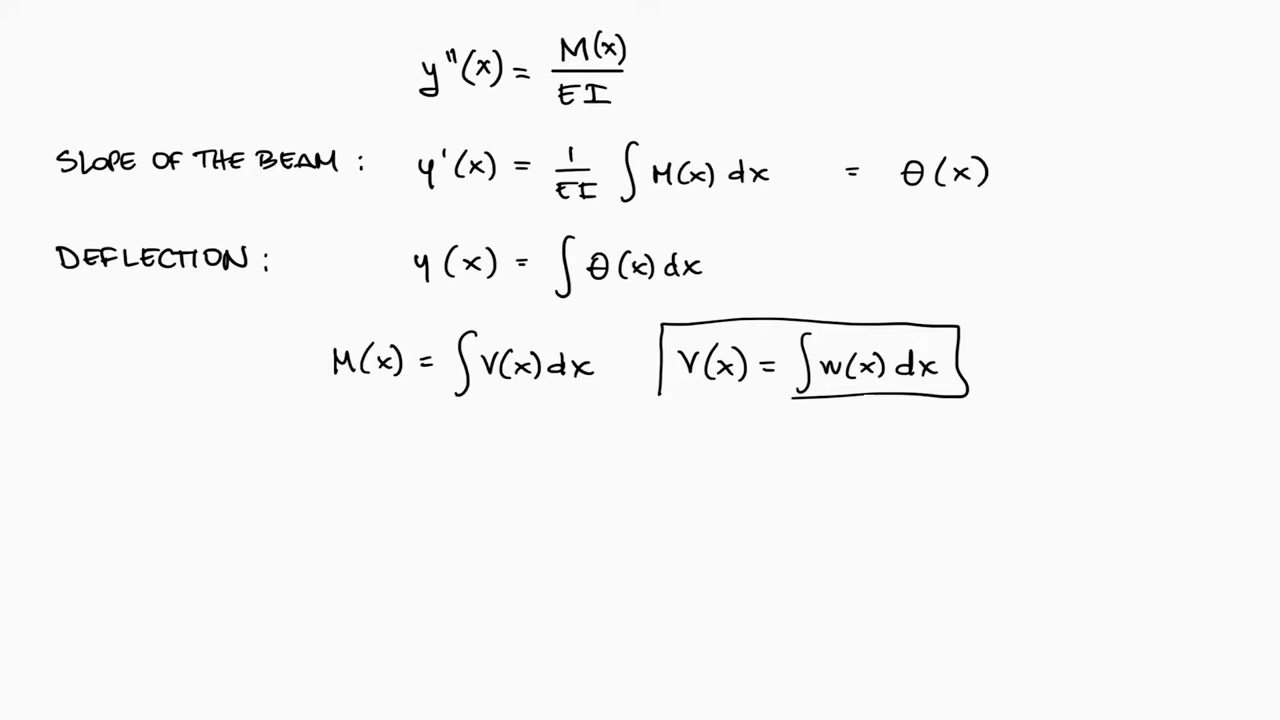 y"(x) = M(x)/EI
SLOPE OF THE BEAM : y'(x) = 1/EI ∫ M(x) dx = θ(x)
DEFLECTION : y(x) = ∫ θ(x) dx
M(x) = ∫ V(x) dx V(x) = ∫ w(x) dx